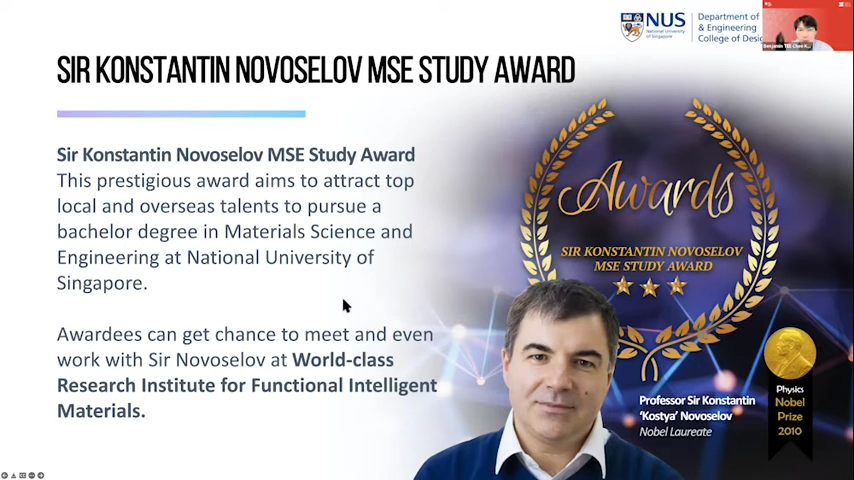 NUS
National University
of Singapore
Department of
& Engineering
College of Desi
Benjamin TEE Chee K...
SIR KONSTANTIN NOVOSELOV MSE STUDY AWARD
Sir Konstantin Novoselov MSE Study Award
This prestigious award aims to attract top
local and overseas talents to pursue a
bachelor degree in Materials Science and
Engineering at National University of
Singapore.
Awardees can get chance to meet and even
work with Sir Novoselov at World-class
Research Institute for Functional Intelligent
Materials.
Awards
SIR KONSTANTIN NOVOSELOV
MSE STUDY AWARD
Professor Sir Konstantin
'Kostya' Novoselov
Nobel Laureate
Physics
Nobel
Prize
2010